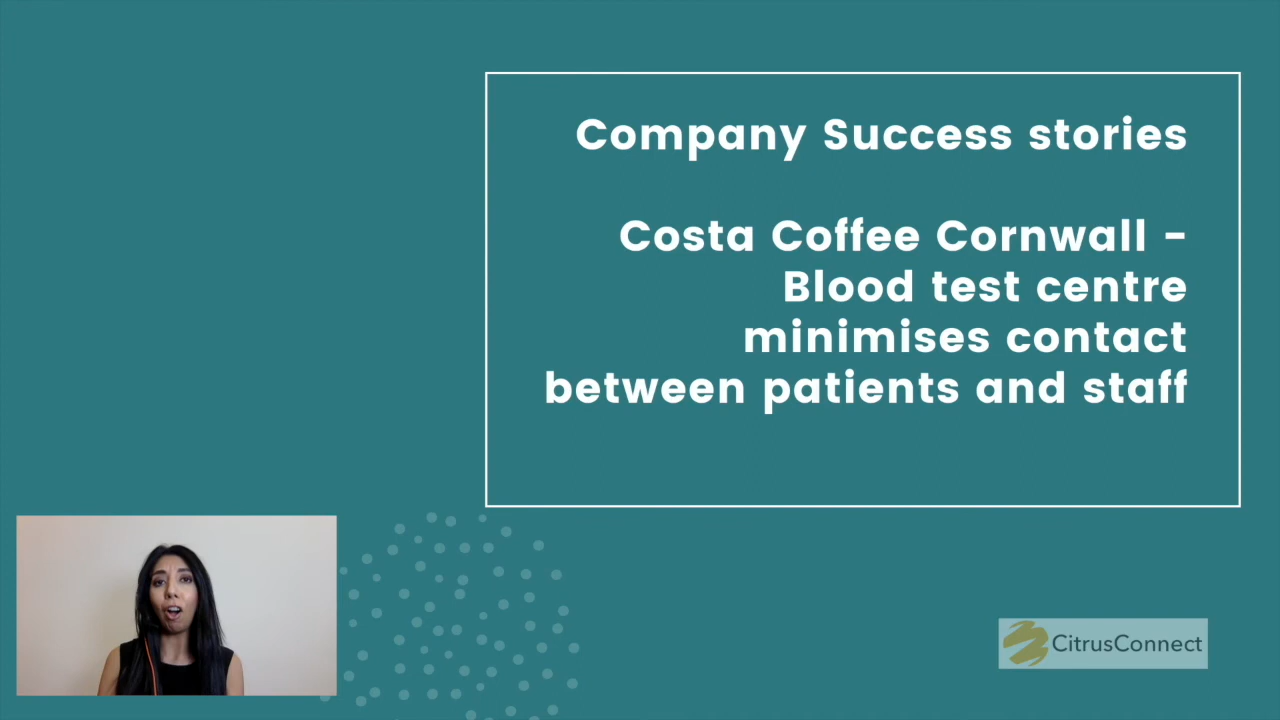 Company Success stories
Costa Coffee Cornwall -
Blood test centre
minimises contact
between patients and staff
CitrusConnect